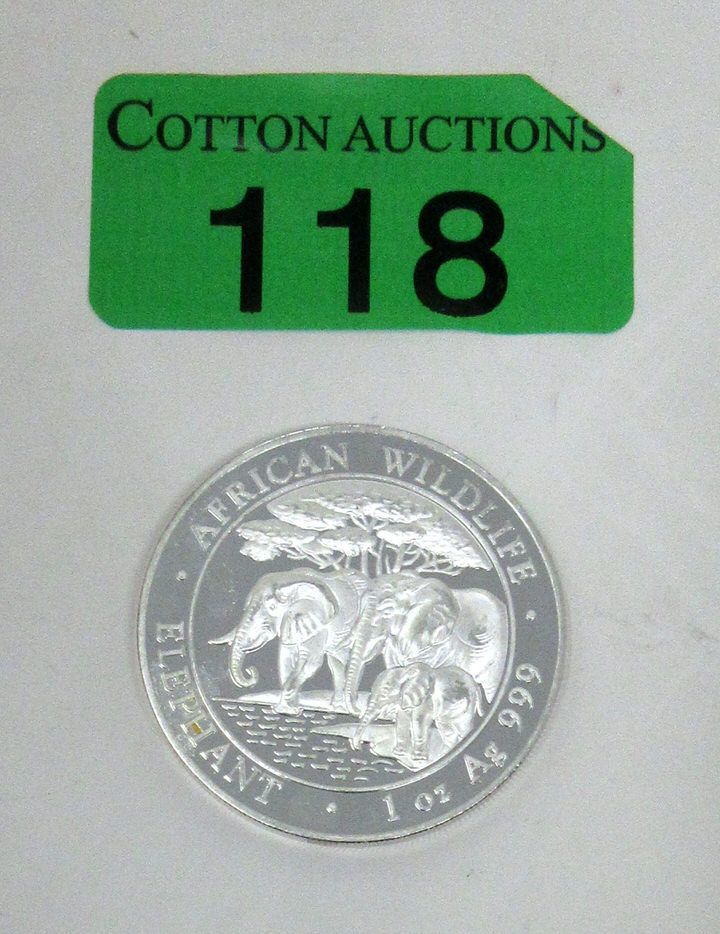 COTTON AUCTIONS
118
AFRICAN WILDLIFE
ELEPHANT
1 oz Ag 999